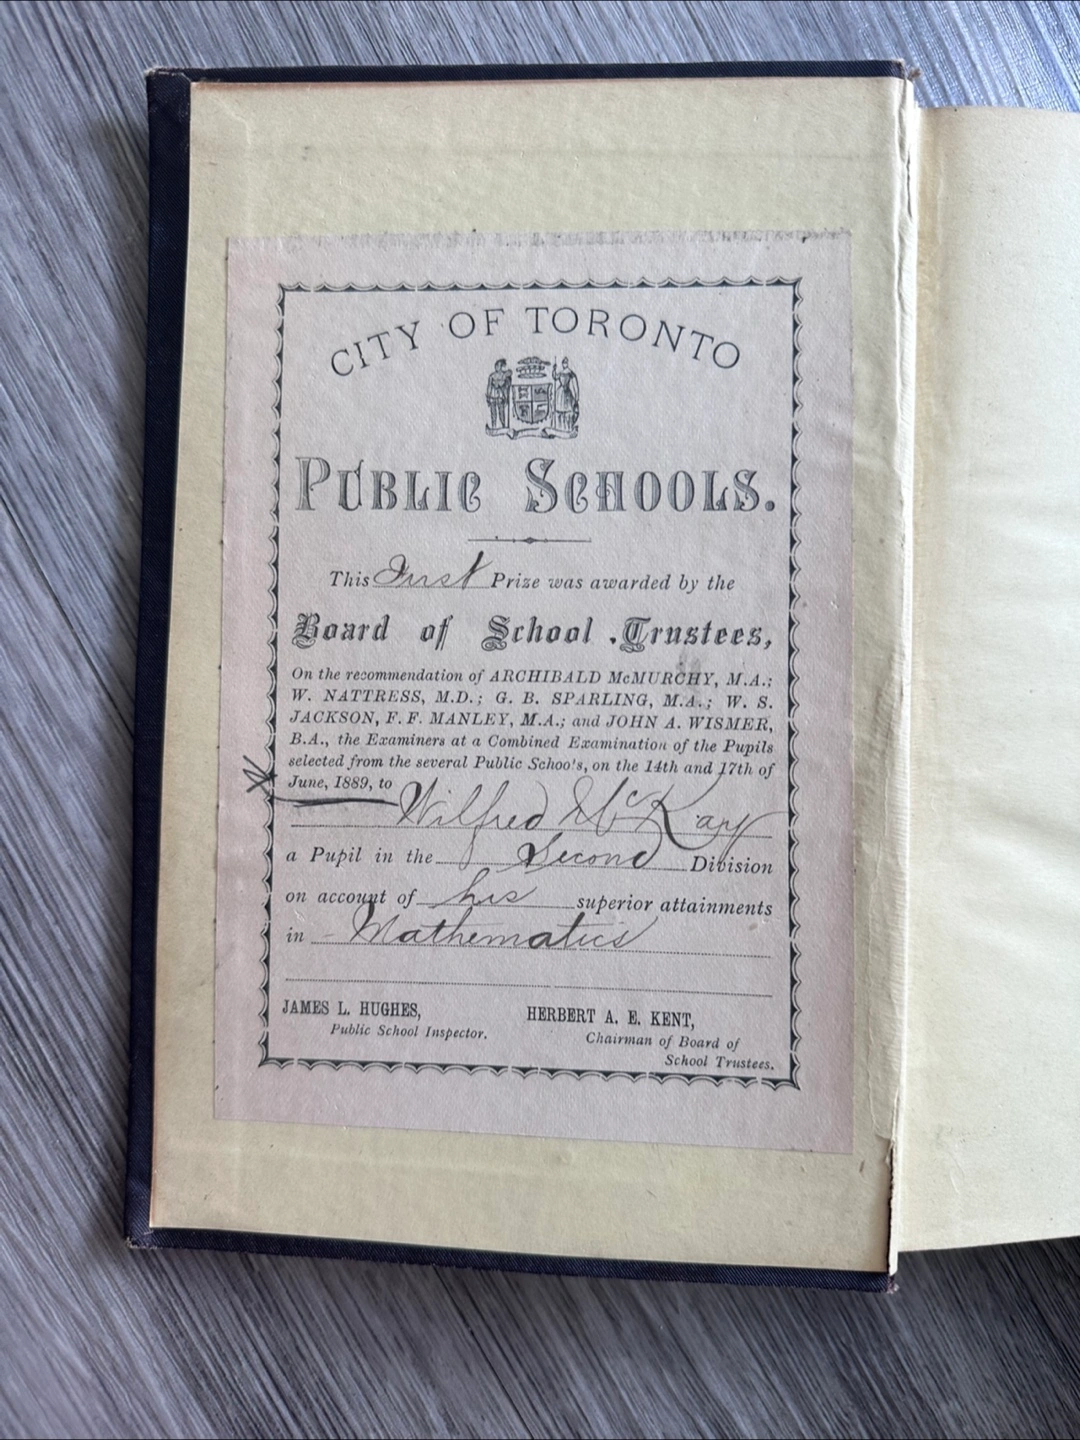 CITY OF TORONTO
PUBLIC SCHOOLS.
This First Prize was awarded by the
Board of School Trustees,
On the recommendation of ARCHIBALD McMURCHY, M.A.;
W. NATTRESS, M.D.; G. B. SPARLING, M.A.; W. S.
JACKSON, F. F. MANLEY, M.A.; and JOHN A. WISMER,
B.A., the Examiners at a Combined Examination of the Pupils
selected from the several Public Schoo's, on the 14th and 17th of
June, 1889, to
Wilfred McKay
a Pupil in the Second Division
on account of his superior attainments
in Mathematics
JAMES L. HUGHES,
Public School Inspector.
HERBERT A. E. KENT,
Chairman of Board of
School Trustees.